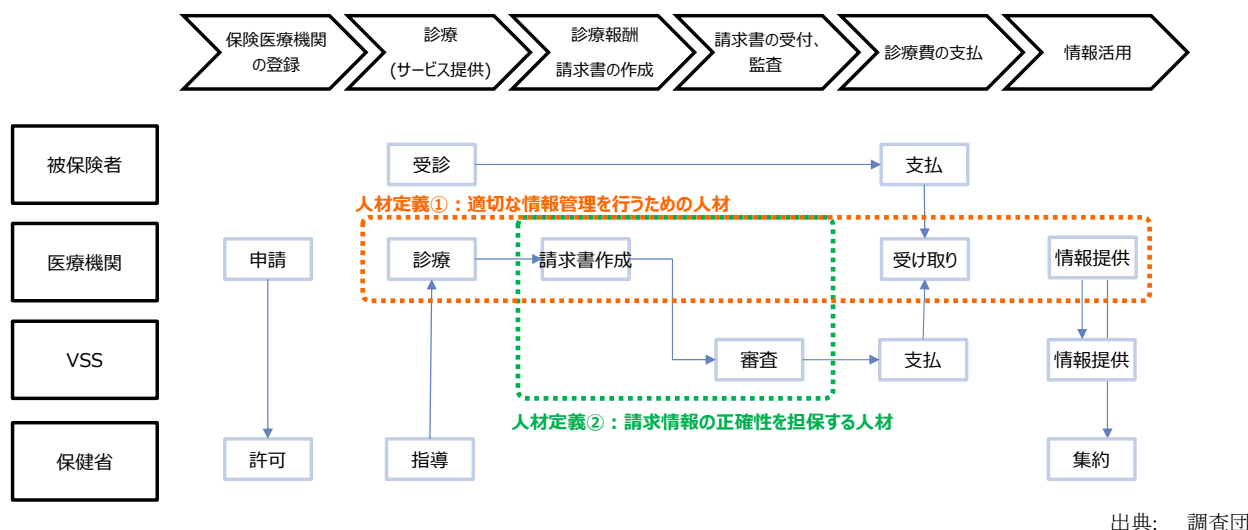 保険医療機関
の登録
診療
(サービス提供)
診療報酬
請求書の作成
請求書の受付、
監査
診療費の支払
情報活用
被保険者
受診
支払
人材定義①：適切な情報管理を行うための人材
医療機関
申請
診療
請求書作成
受け取り
情報提供
VSS
審査
支払
情報提供
人材定義②：請求情報の正確性を担保する人材
保健省
許可
指導
集約
出典: 調査団